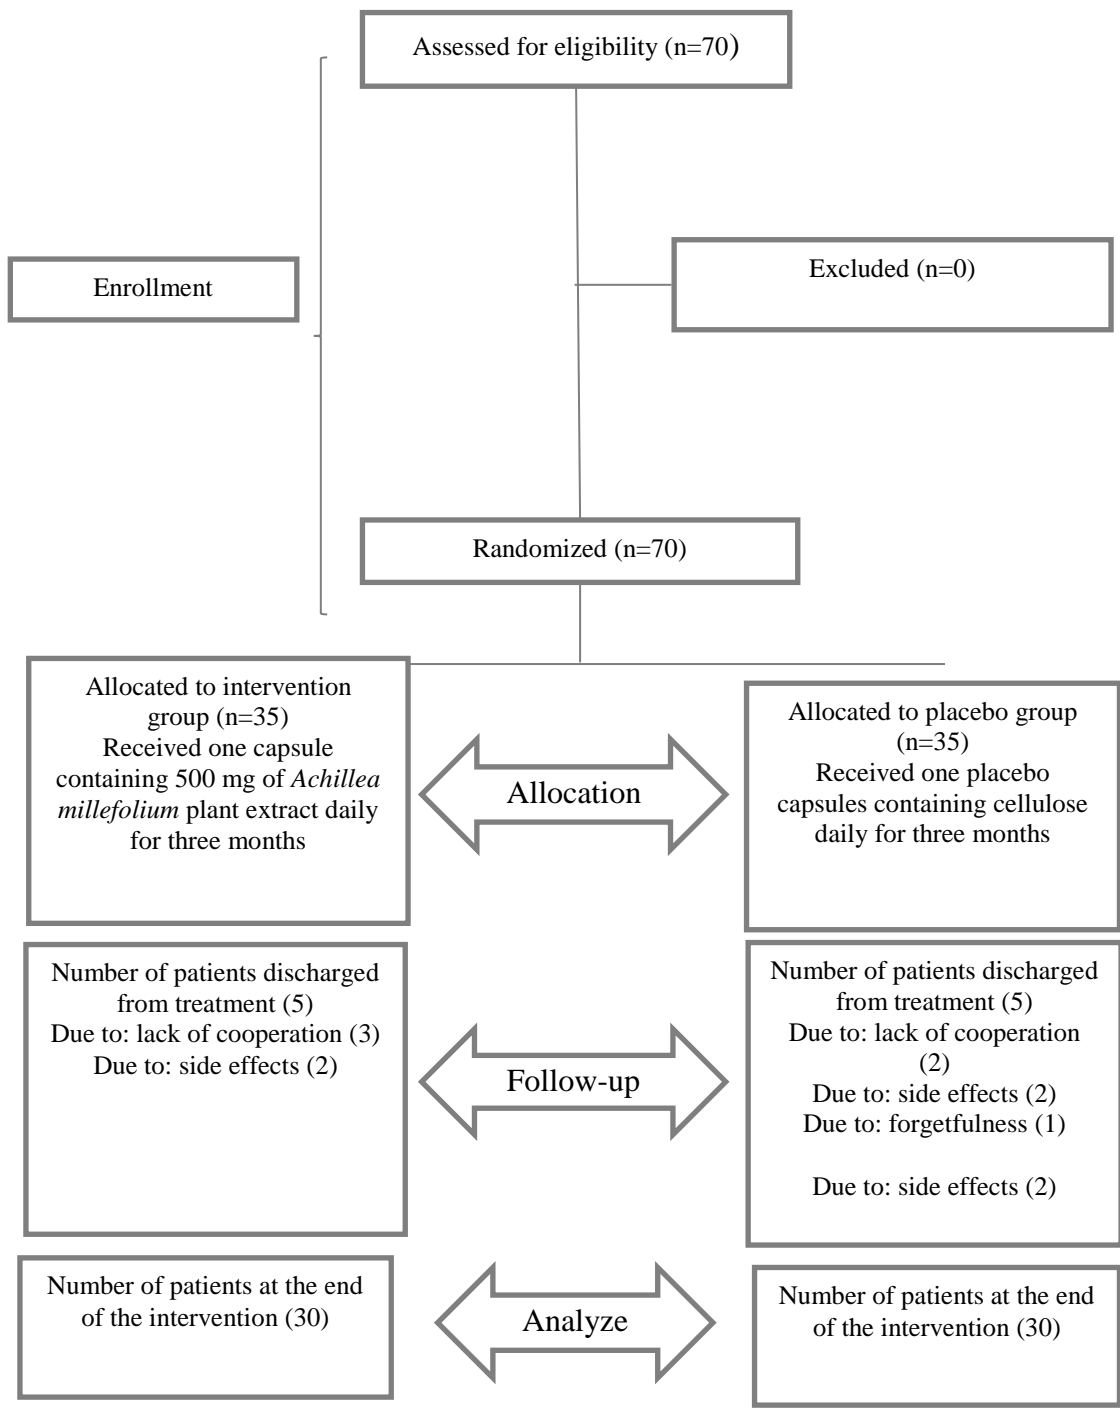 Assessed for eligibility (n=70)
Enrollment
Excluded (n=0)
Randomized (n=70)
Allocated to intervention
group (n=35)
Received one capsule
containing 500 mg of Achillea
millefolium plant extract daily
for three months
Allocation
Allocated to placebo group
(n=35)
Received one placebo
capsules containing cellulose
daily for three months
Number of patients discharged
from treatment (5)
Due to: lack of cooperation (3)
Due to: side effects (2)
Follow-up
Number of patients discharged
from treatment (5)
Due to: lack of cooperation
(2)
Due to: side effects (2)
Due to: forgetfulness (1)
Due to: side effects (2)
Number of patients at the end
of the intervention (30)
Analyze
Number of patients at the end
of the intervention (30)